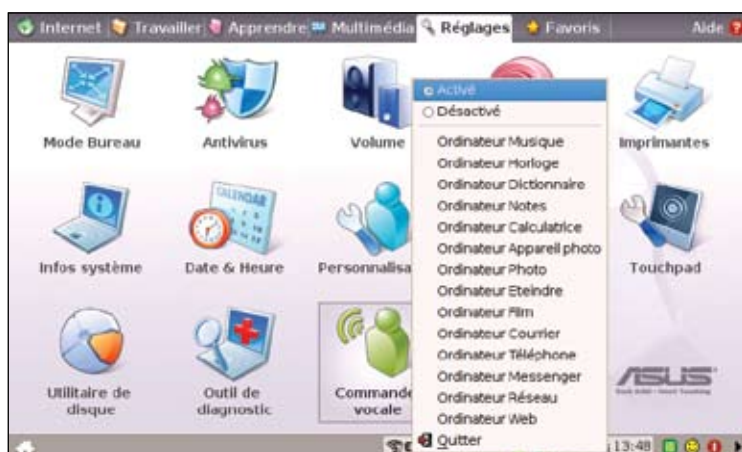 Internet Travailler Apprendre Multimédia Réglages Favoris Aide
Mode Bureau
Antivirus
Volume
Imprimantes
Infos système
Date & Heure
CALENDAR
Personnalisa
Touchpad
Utilitaire de
disque
Outil de
diagnostic
Commande
vocale
Activé
Désactivé
Ordinateur Musique
Ordinateur Horloge
Ordinateur Dictionnaire
Ordinateur Notes
Ordinateur Calculatrice
Ordinateur Appareil photo
Ordinateur Photo
Ordinateur Eteindre
Ordinateur Film
Ordinateur Courrier
Ordinateur Téléphone
Ordinateur Messenger
Ordinateur Réseau
Ordinateur Web
Quitter
ASUS
13:48